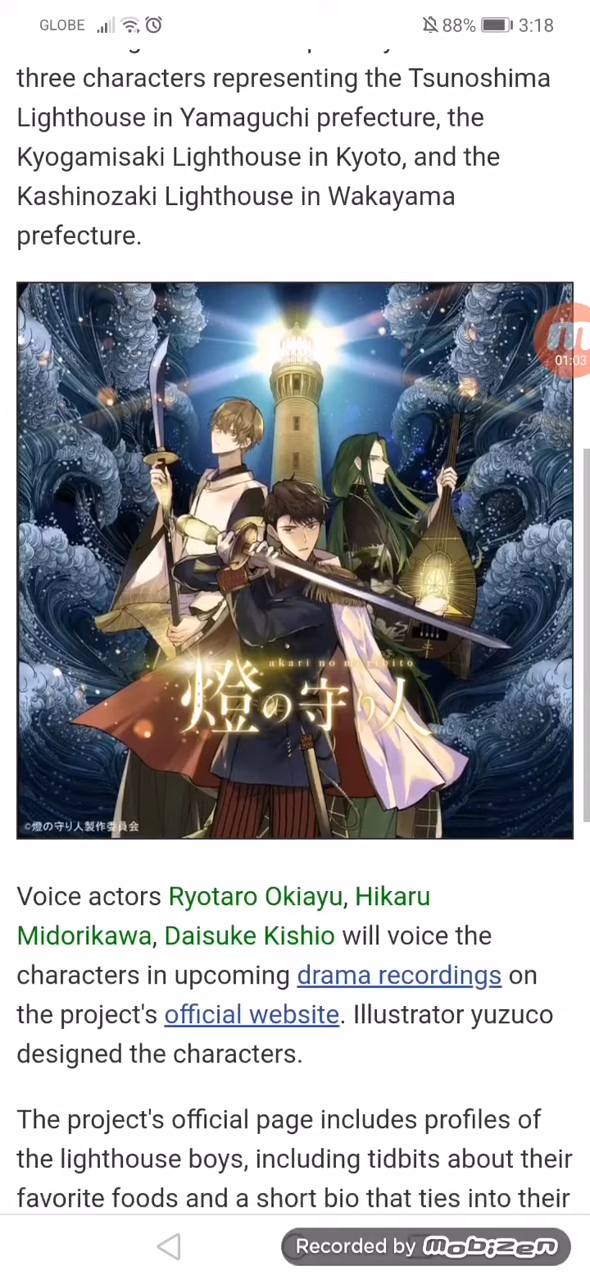 GLOBE 88% 3:18
three characters representing the Tsunoshima
Lighthouse in Yamaguchi prefecture, the
Kyogamisaki Lighthouse in Kyoto, and the
Kashinozaki Lighthouse in Wakayama
prefecture.
01:03
akari no moribito
燈の守り人
©燈の守り人製作委員会
Voice actors Ryotaro Okiayu, Hikaru
Midorikawa, Daisuke Kishio will voice the
characters in upcoming drama recordings on
the project's official website. Illustrator yuzuco
designed the characters.
The project's official page includes profiles of
the lighthouse boys, including tidbits about their
favorite foods and a short bio that ties into their
Recorded by mobizen